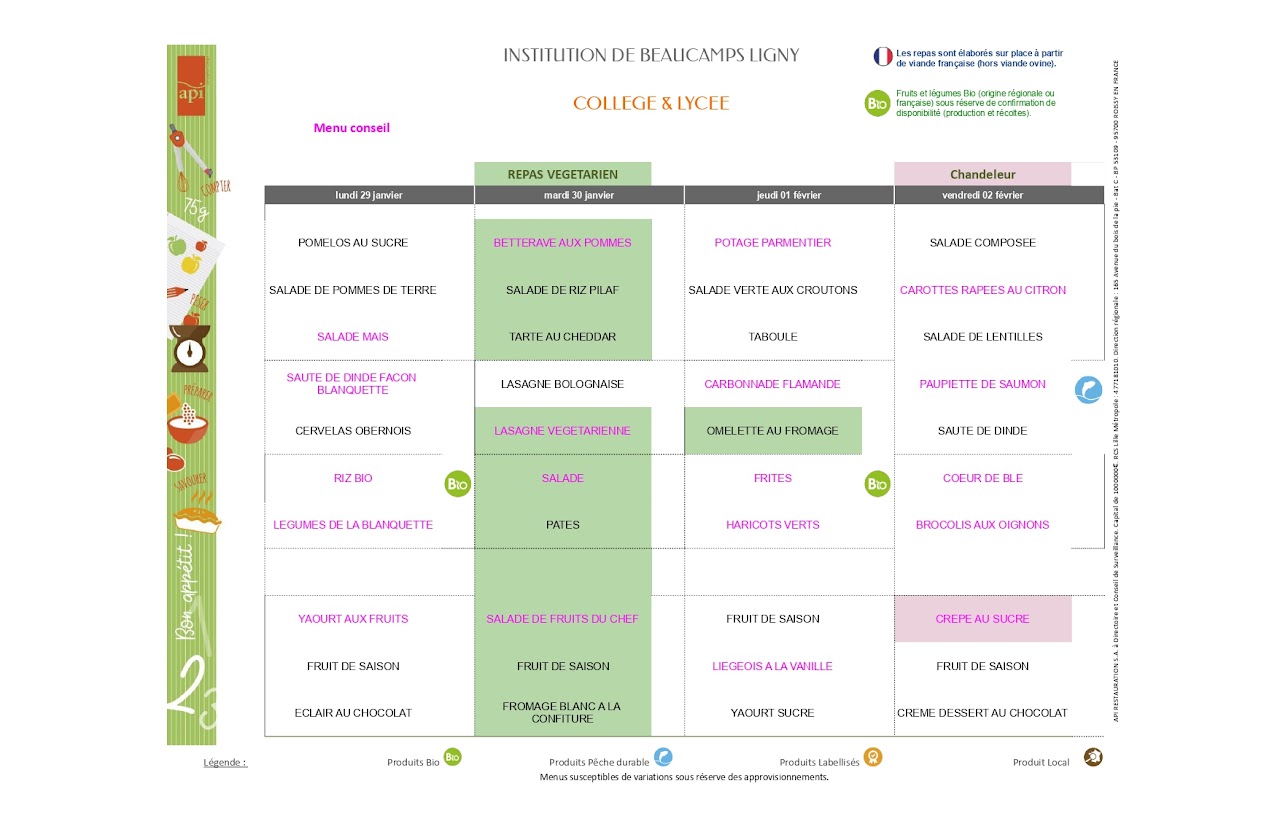 INSTITUTION DE BEAUCAMPS LIGNY
Les repas sont élaborés sur place à partir
de viande française (hors viande ovine).
api
COLLEGE & LYCEE
Bio
Fruits et légumes Bio (origine régionale ou
française) sous réserve de confirmation de
disponibilité (production et récoltes).
Menu conseil
REPAS VEGETARIEN
Chandeleur
lundi 29 janvier
mardi 30 janvier
jeudi 01 février
vendredi 02 février
COMPTER
75g
POMELOS AU SUCRE
BETTERAVE AUX POMMES
POTAGE PARMENTIER
SALADE COMPOSEE
SALADE DE POMMES DE TERRE
SALADE DE RIZ PILAF
SALADE VERTE AUX CROUTONS
CAROTTES RAPEES AU CITRON
PESER
SALADE MAIS
TARTE AU CHEDDAR
TABOULE
SALADE DE LENTILLES
SAUTE DE DINDE FACON
BLANQUETTE
LASAGNE BOLOGNAISE
CARBONNADE FLAMANDE
PAUPIETTE DE SAUMON
PRÉPARER
CERVELAS OBERNOIS
LASAGNE VEGETARIENNE
OMELETTE AU FROMAGE
SAUTE DE DINDE
RIZ BIO
Bio
SALADE
FRITES
Bio
COEUR DE BLE
SAVOURER
LEGUMES DE LA BLANQUETTE
PATES
HARICOTS VERTS
BROCOLIS AUX OIGNONS
Bon appétit !
YAOURT AUX FRUITS
SALADE DE FRUITS DU CHEF
FRUIT DE SAISON
CREPE AU SUCRE
FRUIT DE SAISON
FRUIT DE SAISON
LIEGEOIS A LA VANILLE
FRUIT DE SAISON
2
3
ECLAIR AU CHOCOLAT
FROMAGE BLANC A LA
CONFITURE
YAOURT SUCRE
CREME DESSERT AU CHOCOLAT
API RESTAURATION S.A. à Directoire et Conseil de Surveillance. Capital de 1000000€. RCS Lille Métropole : 477181010. Direction régionale : 165 Avenue du bois de la pie - Bat C - BP 53109 - 95700 ROISSY EN FRANCE
Légende :
Produits Bio
Bio
Produits Pêche durable
Produits Labellisés
Produit Local
Menus susceptibles de variations sous réserve des approvisionnements.